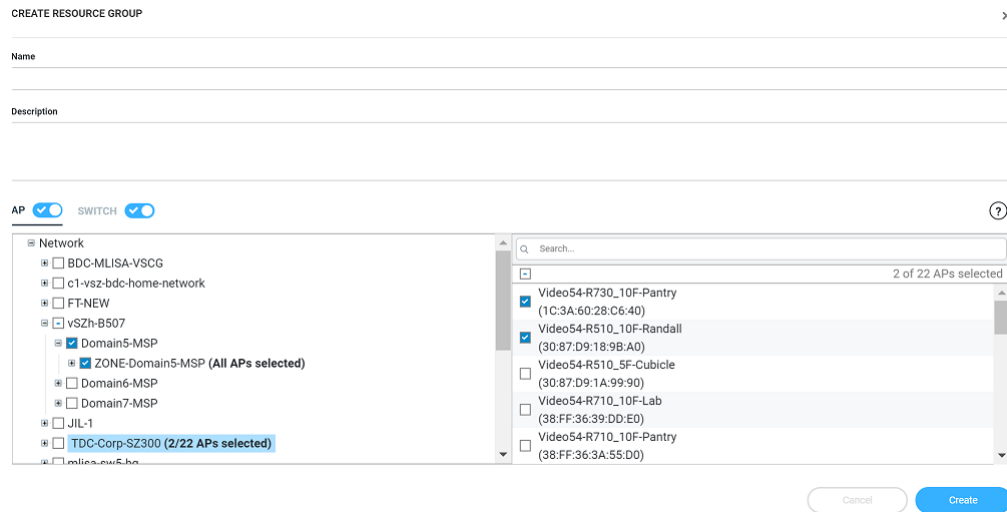 CREATE RESOURCE GROUP
Name
Description
AP
SWITCH
?
Network
BDC-MLISA-VSCG
c1-vsz-bdc-home-network
FT-NEW
vSZh-B507
Domain5-MSP
ZONE-Domain5-MSP (All APs selected)
Domain6-MSP
Domain7-MSP
JIL-1
TDC-Corp-SZ300 (2/22 APs selected)
mlisa-sw5-bg
Search...
2 of 22 APs selected
Video54-R730_10F-Pantry
(1C:3A:60:28:C6:40)
Video54-R510_10F-Randall
(30:87:D9:18:9B:A0)
Video54-R510_5F-Cubicle
(30:87:D9:1A:99:90)
Video54-R710_10F-Lab
(38:FF:36:39:DD:E0)
Video54-R710_10F-Pantry
(38:FF:36:3A:55:D0)
Cancel
Create